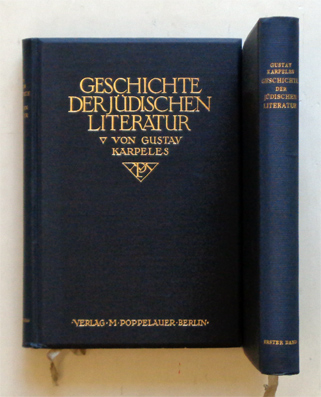 GESCHICHTE
DER JÜDISCHEN
LITERATUR
VON GUSTAV
KARPELES
VERLAG·M·POPPELAUER·BERLIN·
GUSTAV
KARPELES
GESCHICHTE
DER
JÜDISCHEN
LITERATUR
ERSTER BAND